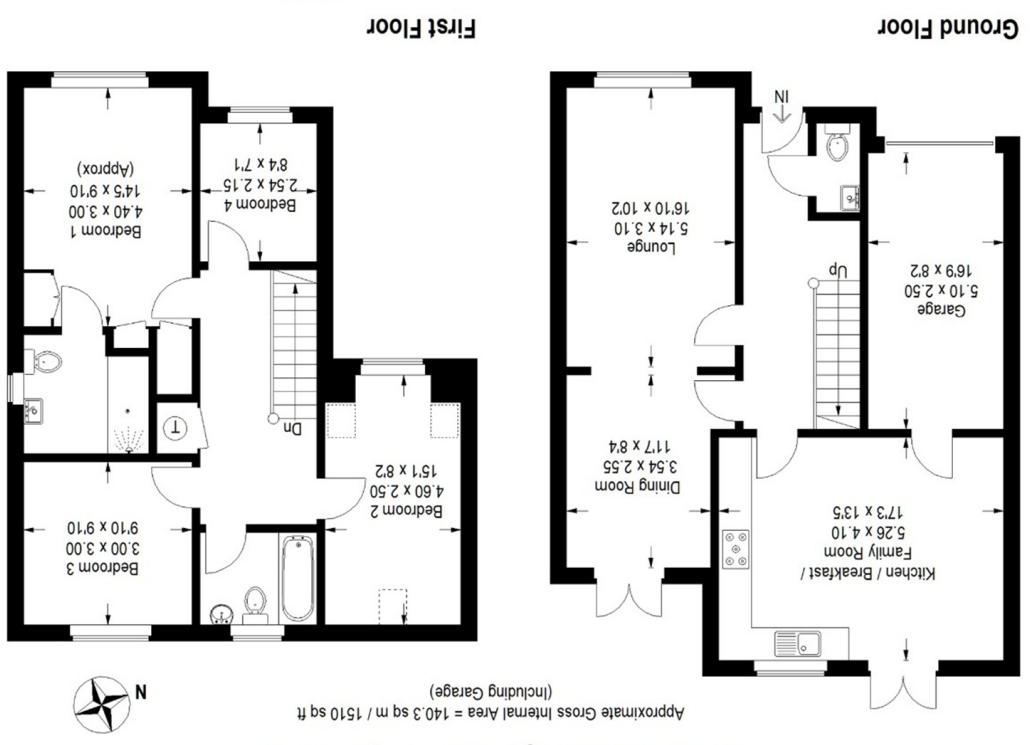 Approximate Gross Internal Area = 140.3 sq m / 1510 sq ft
(Including Garage)
N
Kitchen / Breakfast /
Family Room
5.26 x 4.10
17'3 x 13'5
Dining Room
3.54 x 2.55
11'7 x 8'4
Garage
5.10 x 2.50
16'9 x 8'2
Up
Lounge
5.14 x 3.10
16'10 x 10'2
IN
Ground Floor
Bedroom 3
3.00 x 3.00
9'10 x 9'10
Bedroom 2
4.60 x 2.50
15'1 x 8'2
T
Dn
Bedroom 1
4.40 x 3.00
14'5 x 9'10
(Approx)
Bedroom 4
2.54 x 2.15
8'4 x 7'1
First Floor